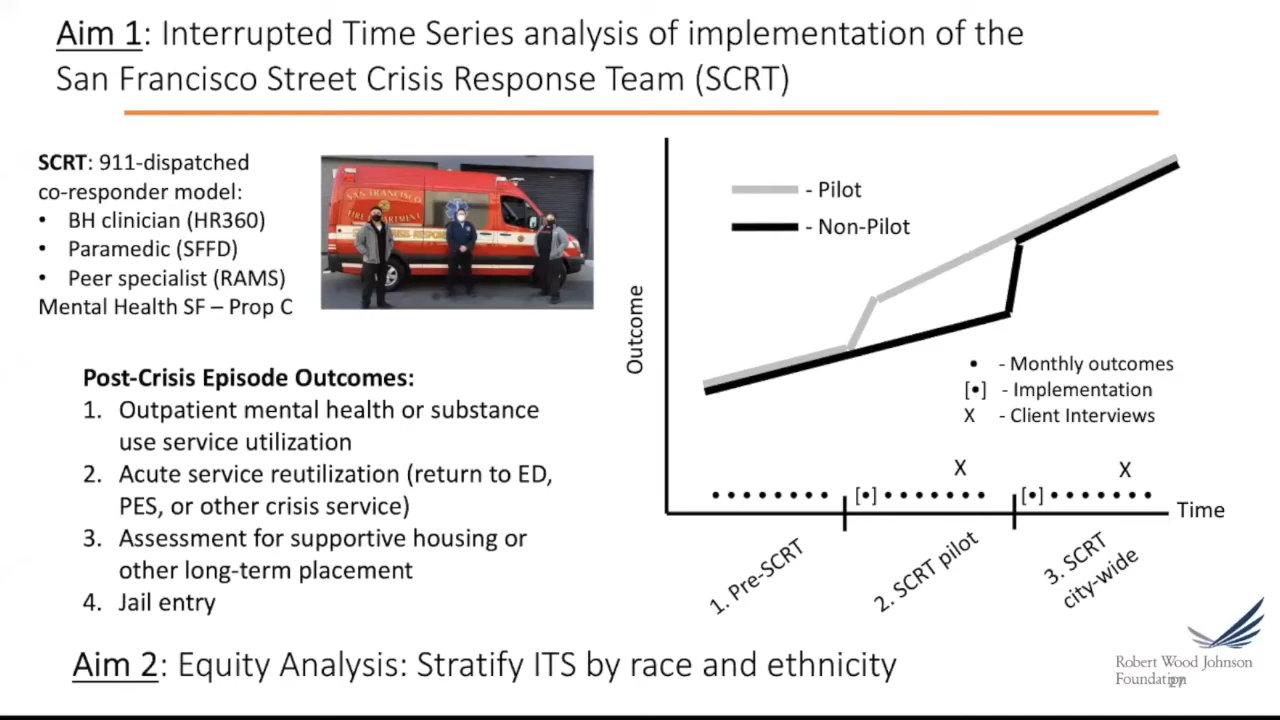 Aim 1: Interrupted Time Series analysis of implementation of the
San Francisco Street Crisis Response Team (SCRT)
SCRT: 911-dispatched
co-responder model:
• BH clinician (HR360)
• Paramedic (SFFD)
• Peer specialist (RAMS)
Mental Health SF – Prop C
SAN FRANCISCO
FIRE DEPARTMENT
Post-Crisis Episode Outcomes:
1. Outpatient mental health or substance
use service utilization
2. Acute service reutilization (return to ED,
PES, or other crisis service)
3. Assessment for supportive housing or
other long-term placement
4. Jail entry
Outcome
- Pilot
- Non-Pilot
• - Monthly outcomes
[•] - Implementation
X - Client Interviews
X X
[•] [•]
Time
1. Pre-SCRT
2. SCRT pilot
3. SCRT
city-wide
Aim 2: Equity Analysis: Stratify ITS by race and ethnicity
Robert Wood Johnson
Foundation
27